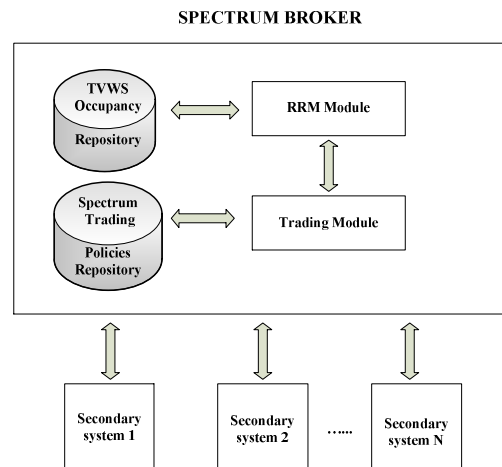 SPECTRUM BROKER
TVWS
Occupancy
Repository
RRM Module
Spectrum
Trading
Policies
Repository
Trading Module
Secondary
system 1
Secondary
system 2
......
Secondary
system N